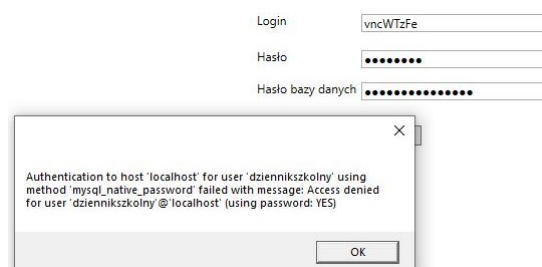 Login vncWTzFe
Hasło ●●●●●●●●
Hasło bazy danych ●●●●●●●●●●●●●●●
Authentication to host 'localhost' for user 'dziennikszkolny' using
method 'mysql_native_password' failed with message: Access denied
for user 'dziennikszkolny'@'localhost' (using password: YES)
OK